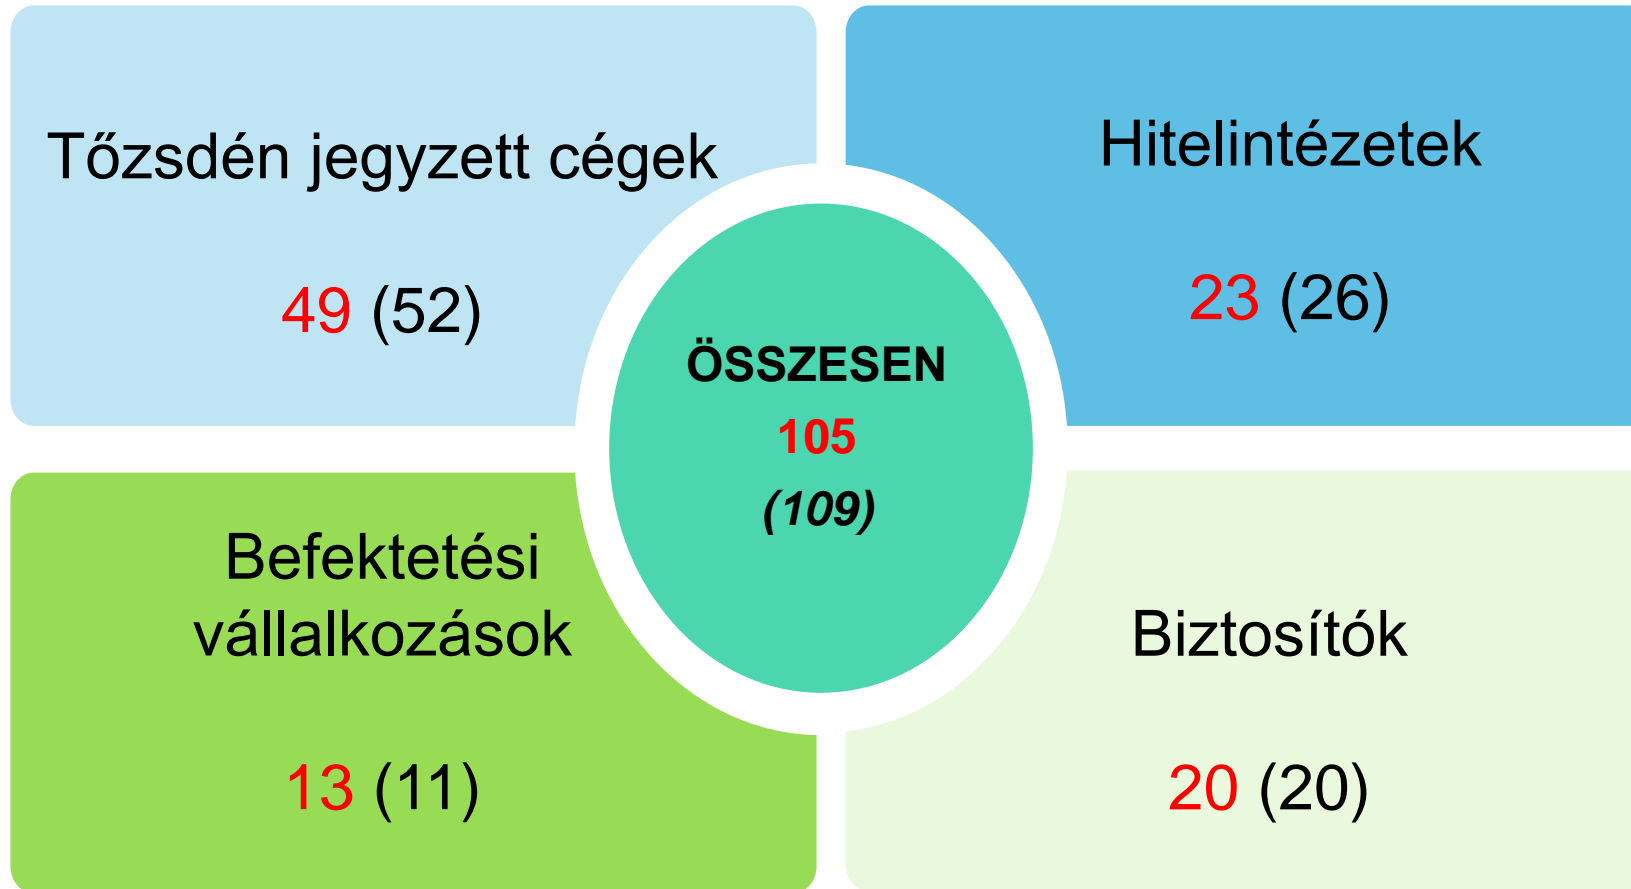 Tőzsdén jegyzett cégek
49 (52)
Hitelintézetek
23 (26)
ÖSSZESEN
105
(109)
Befektetési
vállalkozások
13 (11)
Biztosítók
20 (20)